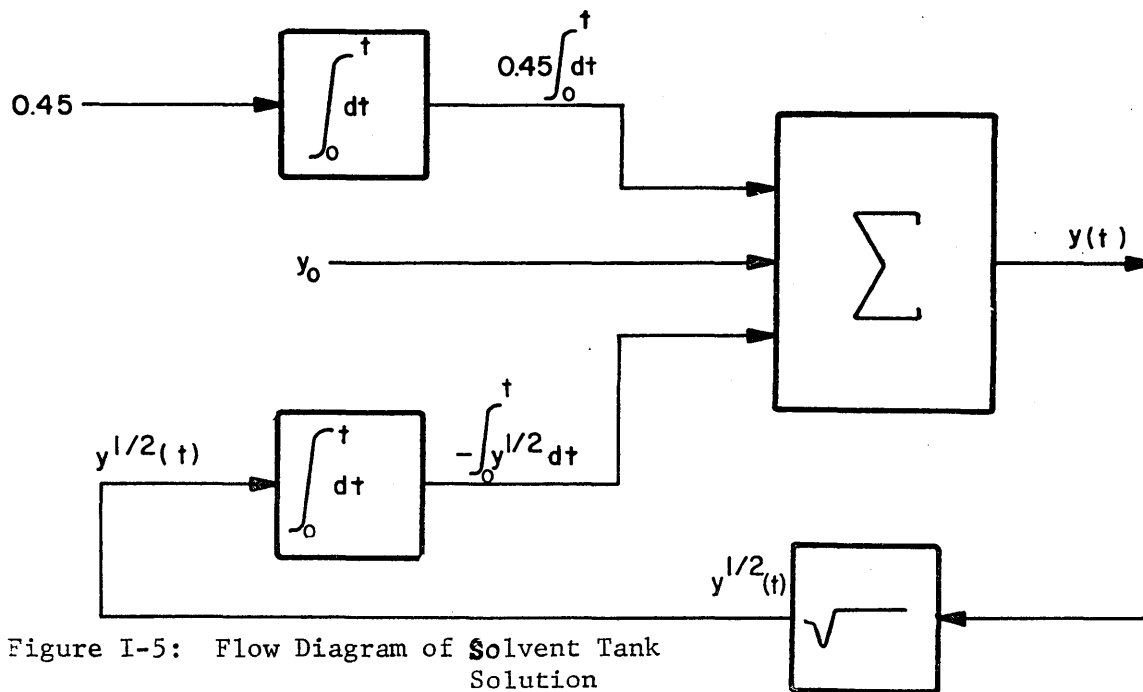 0.45
∫₀ᵗ dt
0.45∫₀ᵗ dt
y₀
∑
y(t)
y^1/2(t)
∫₀ᵗ dt
-∫₀ᵗ y^1/2 dt
y^1/2(t)
√
Figure I-5: Flow Diagram of Solvent Tank
Solution